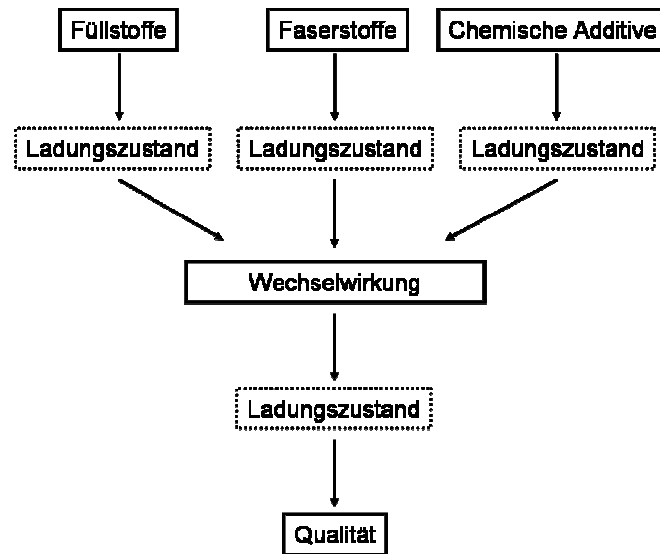 Füllstoffe
Faserstoffe
Chemische Additive
Ladungszustand
Ladungszustand
Ladungszustand
Wechselwirkung
Ladungszustand
Qualität